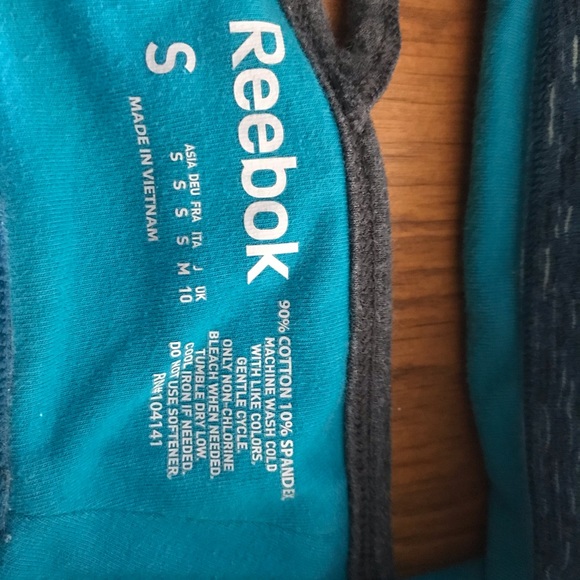 Reebok
S
ASIA DEU FRA ITA J UK
S S S S M 10
MADE IN VIETNAM
90% COTTON 10% SPANDEX
MACHINE WASH COLD
WITH LIKE COLORS.
GENTLE CYCLE.
ONLY NON-CHLORINE
BLEACH WHEN NEEDED.
TUMBLE DRY LOW.
COOL IRON IF NEEDED.
DO NOT USE SOFTENER.
RN#104141